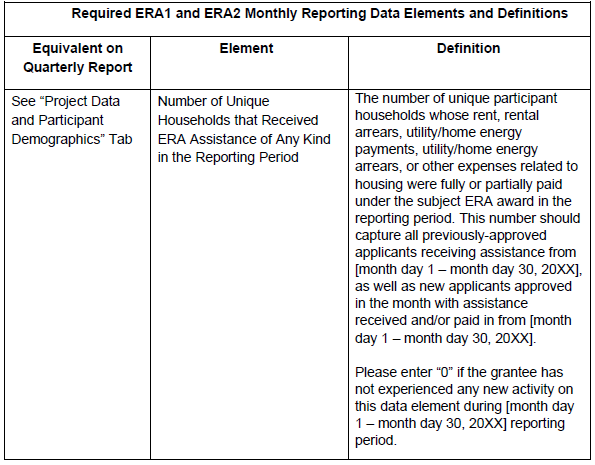 Required ERA1 and ERA2 Monthly Reporting Data Elements and Definitions
Equivalent on
Quarterly Report
Element
Definition
See “Project Data
and Participant
Demographics” Tab
Number of Unique
Households that Received
ERA Assistance of Any Kind
in the Reporting Period
The number of unique participant
households whose rent, rental
arrears, utility/home energy
payments, utility/home energy
arrears, or other expenses related to
housing were fully or partially paid
under the subject ERA award in the
reporting period. This number should
capture all previously-approved
applicants receiving assistance from
[month day 1 – month day 30, 20XX],
as well as new applicants approved
in the month with assistance
received and/or paid in from [month
day 1 – month day 30, 20XX].
Please enter “0” if the grantee has
not experienced any new activity on
this data element during [month day
1 – month day 30, 20XX] reporting
period.